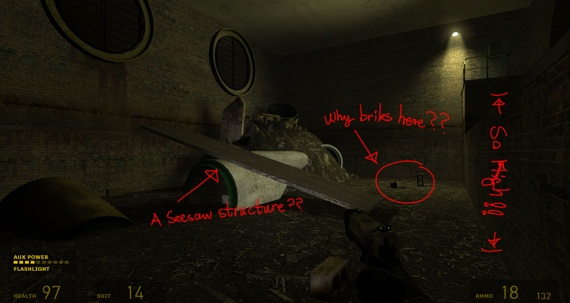 Why briks here??
So High!!
A Seesaw structure??
AUX POWER
FLASHLIGHT
HEALTH 97 SUIT 14 AMMO 18 132